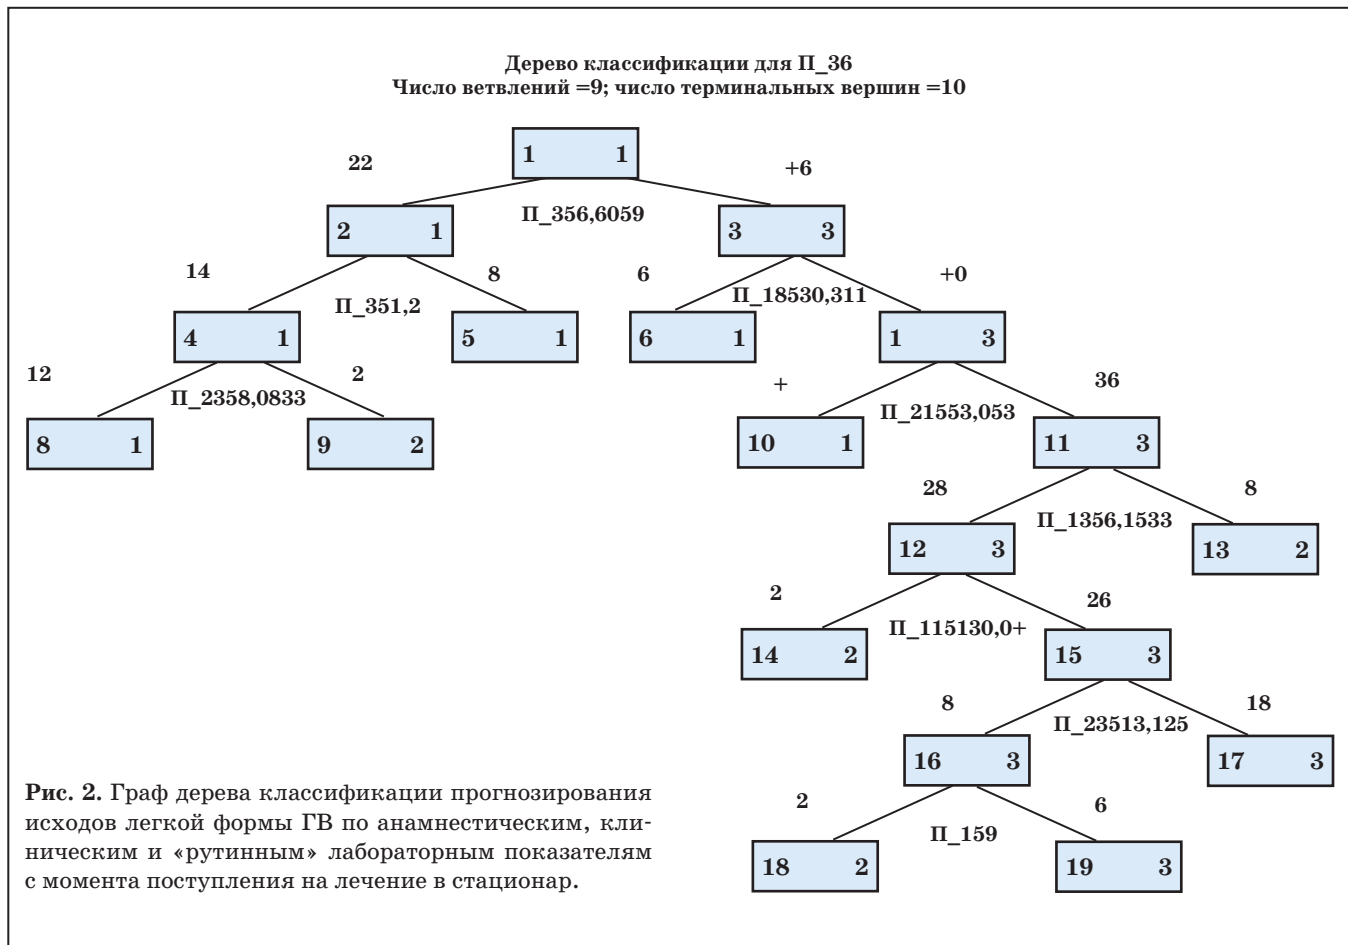 Дерево классификации для П_36
Число ветвлений =9; число терминальных вершин =10
1 1
22
+6
П_356,6059
2 1
3 3
14
8
6
+0
П_351,2
П_18530,311
4 1
5 1
6 1
1 3
12
2
+
36
П_2358,0833
П_21553,053
8 1
9 2
10 1
11 3
28
8
П_1356,1533
12 3
13 2
2
26
П_115130,0+
14 2
15 3
8
18
П_23513,125
16 3
17 3
2
6
П_159
18 2
19 3
Рис. 2. Граф дерева классификации прогнозирования
исходов легкой формы ГВ по анамнестическим, кли-
ническим и «рутинным» лабораторным показателям
с момента поступления на лечение в стационар.